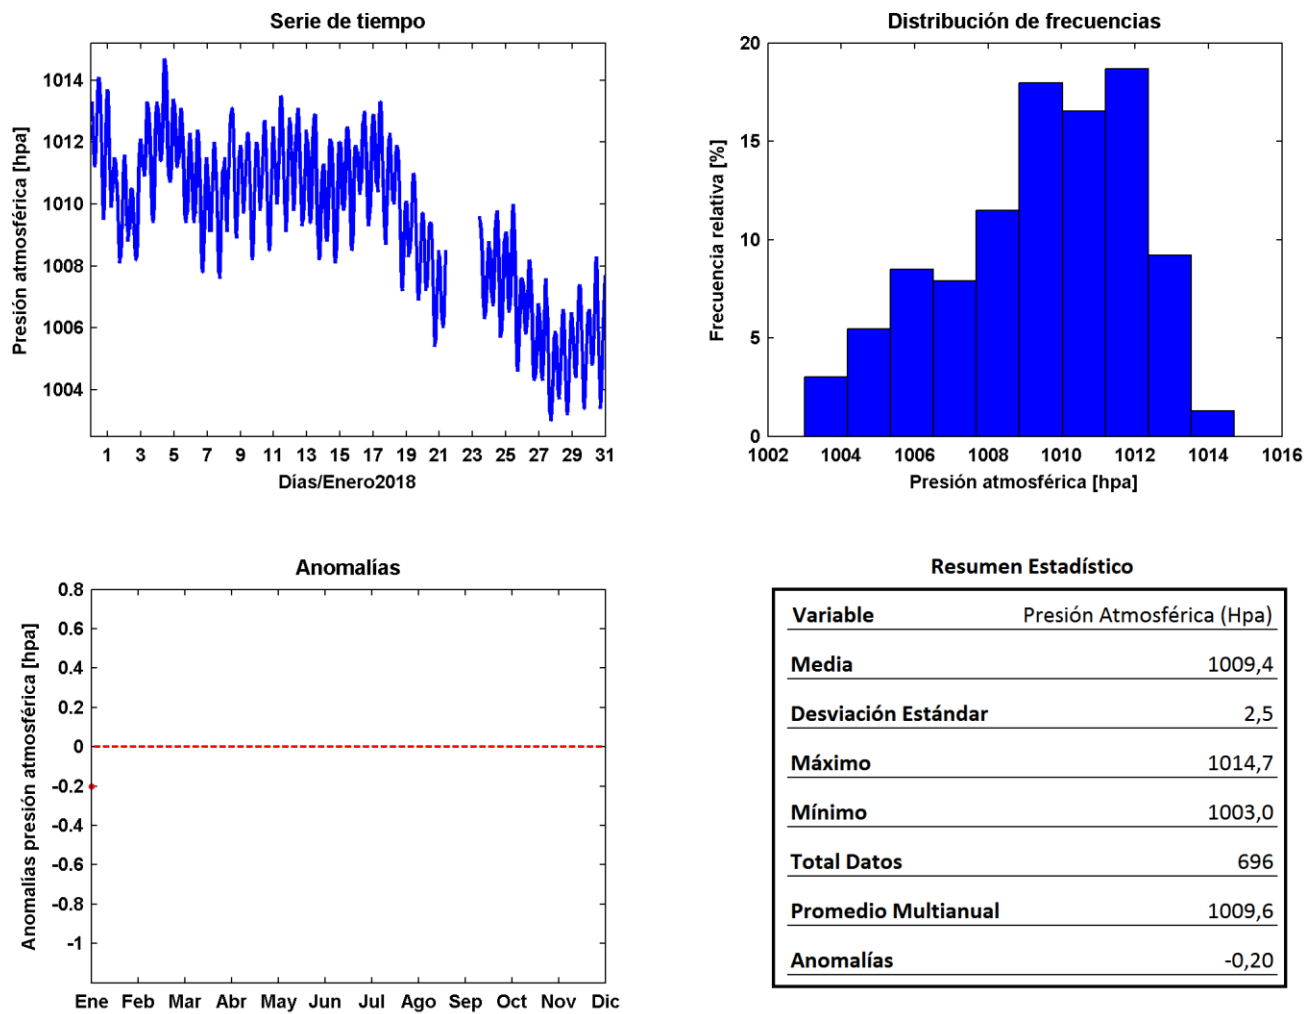 Serie de tiempo
Presión atmosférica [hpa]
1014
1012
1010
1008
1006
1004
1 3 5 7 9 11 13 15 17 19 21 23 25 27 29 31
Días/Enero2018
Distribución de frecuencias
Frecuencia relativa [%]
20
15
10
5
0
1002 1004 1006 1008 1010 1012 1014 1016
Presión atmosférica [hpa]
Anomalías
Anomalías presión atmosférica [hpa]
0.8
0.6
0.4
0.2
0
-0.2
-0.4
-0.6
-0.8
-1
Ene Feb Mar Abr May Jun Jul Ago Sep Oct Nov Dic
Resumen Estadístico
Variable Presión Atmosférica (Hpa)
Media 1009,4
Desviación Estándar 2,5
Máximo 1014,7
Mínimo 1003,0
Total Datos 696
Promedio Multianual 1009,6
Anomalías -0,20